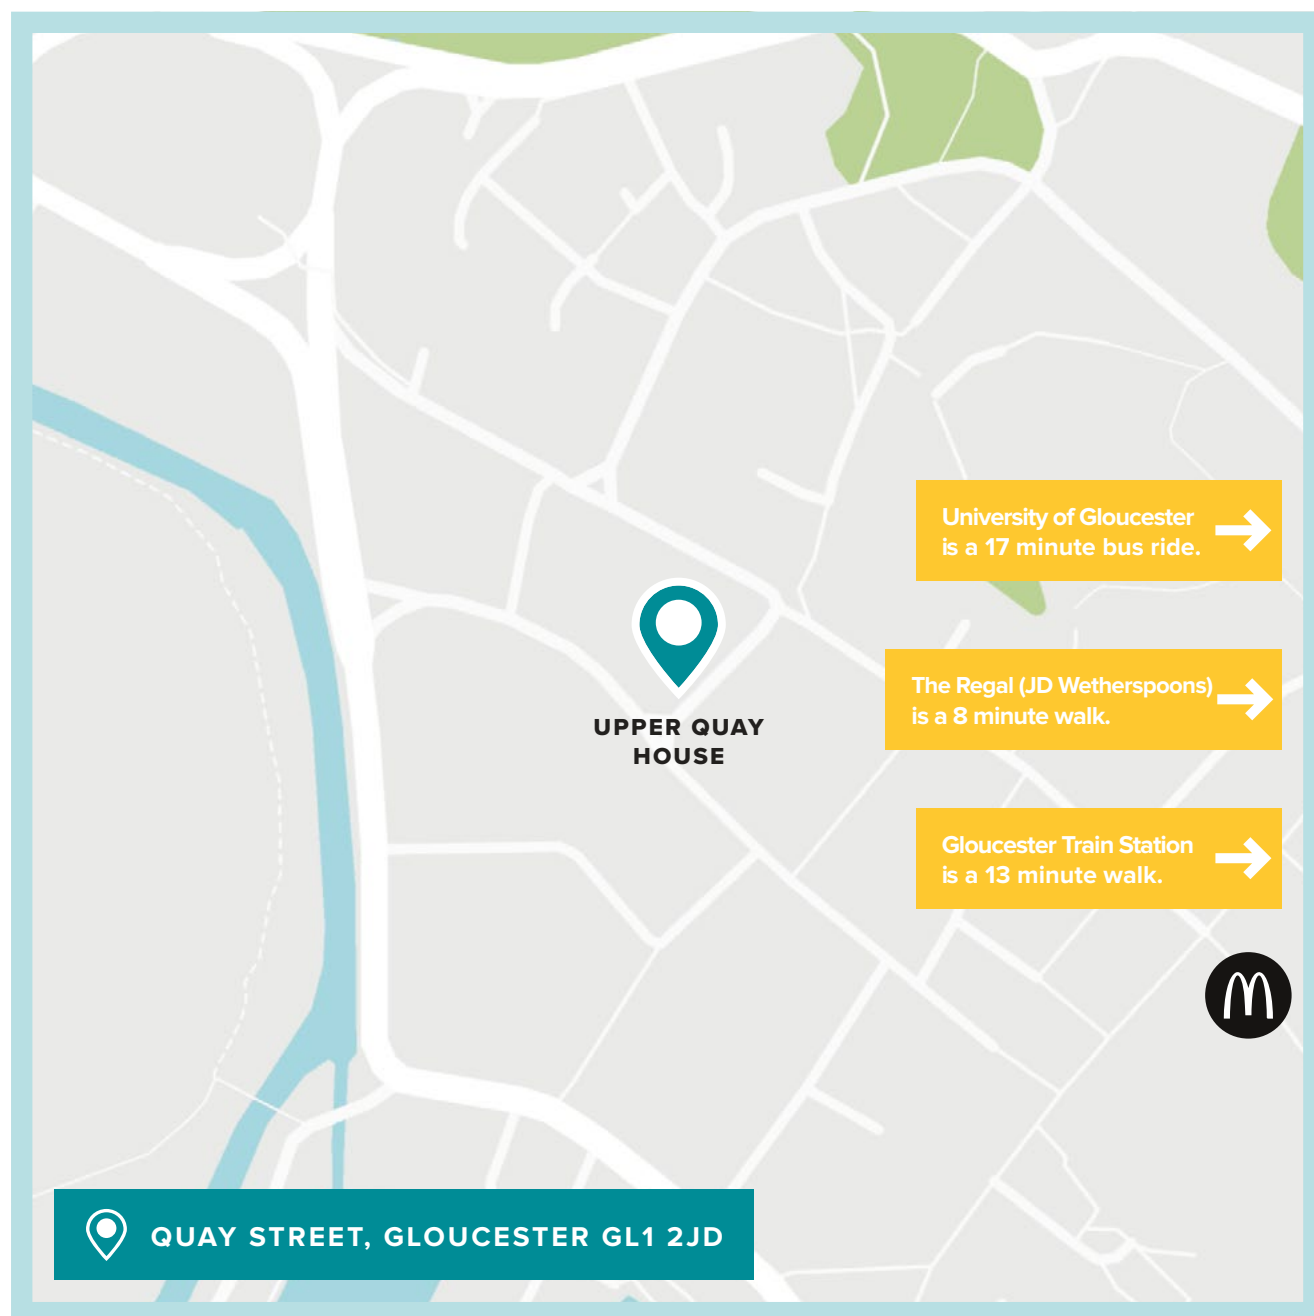 University of Gloucester
is a 17 minute bus ride.
The Regal (JD Wetherspoons)
is a 8 minute walk.
UPPER QUAY
HOUSE
Gloucester Train Station
is a 13 minute walk.
QUAY STREET, GLOUCESTER GL1 2JD